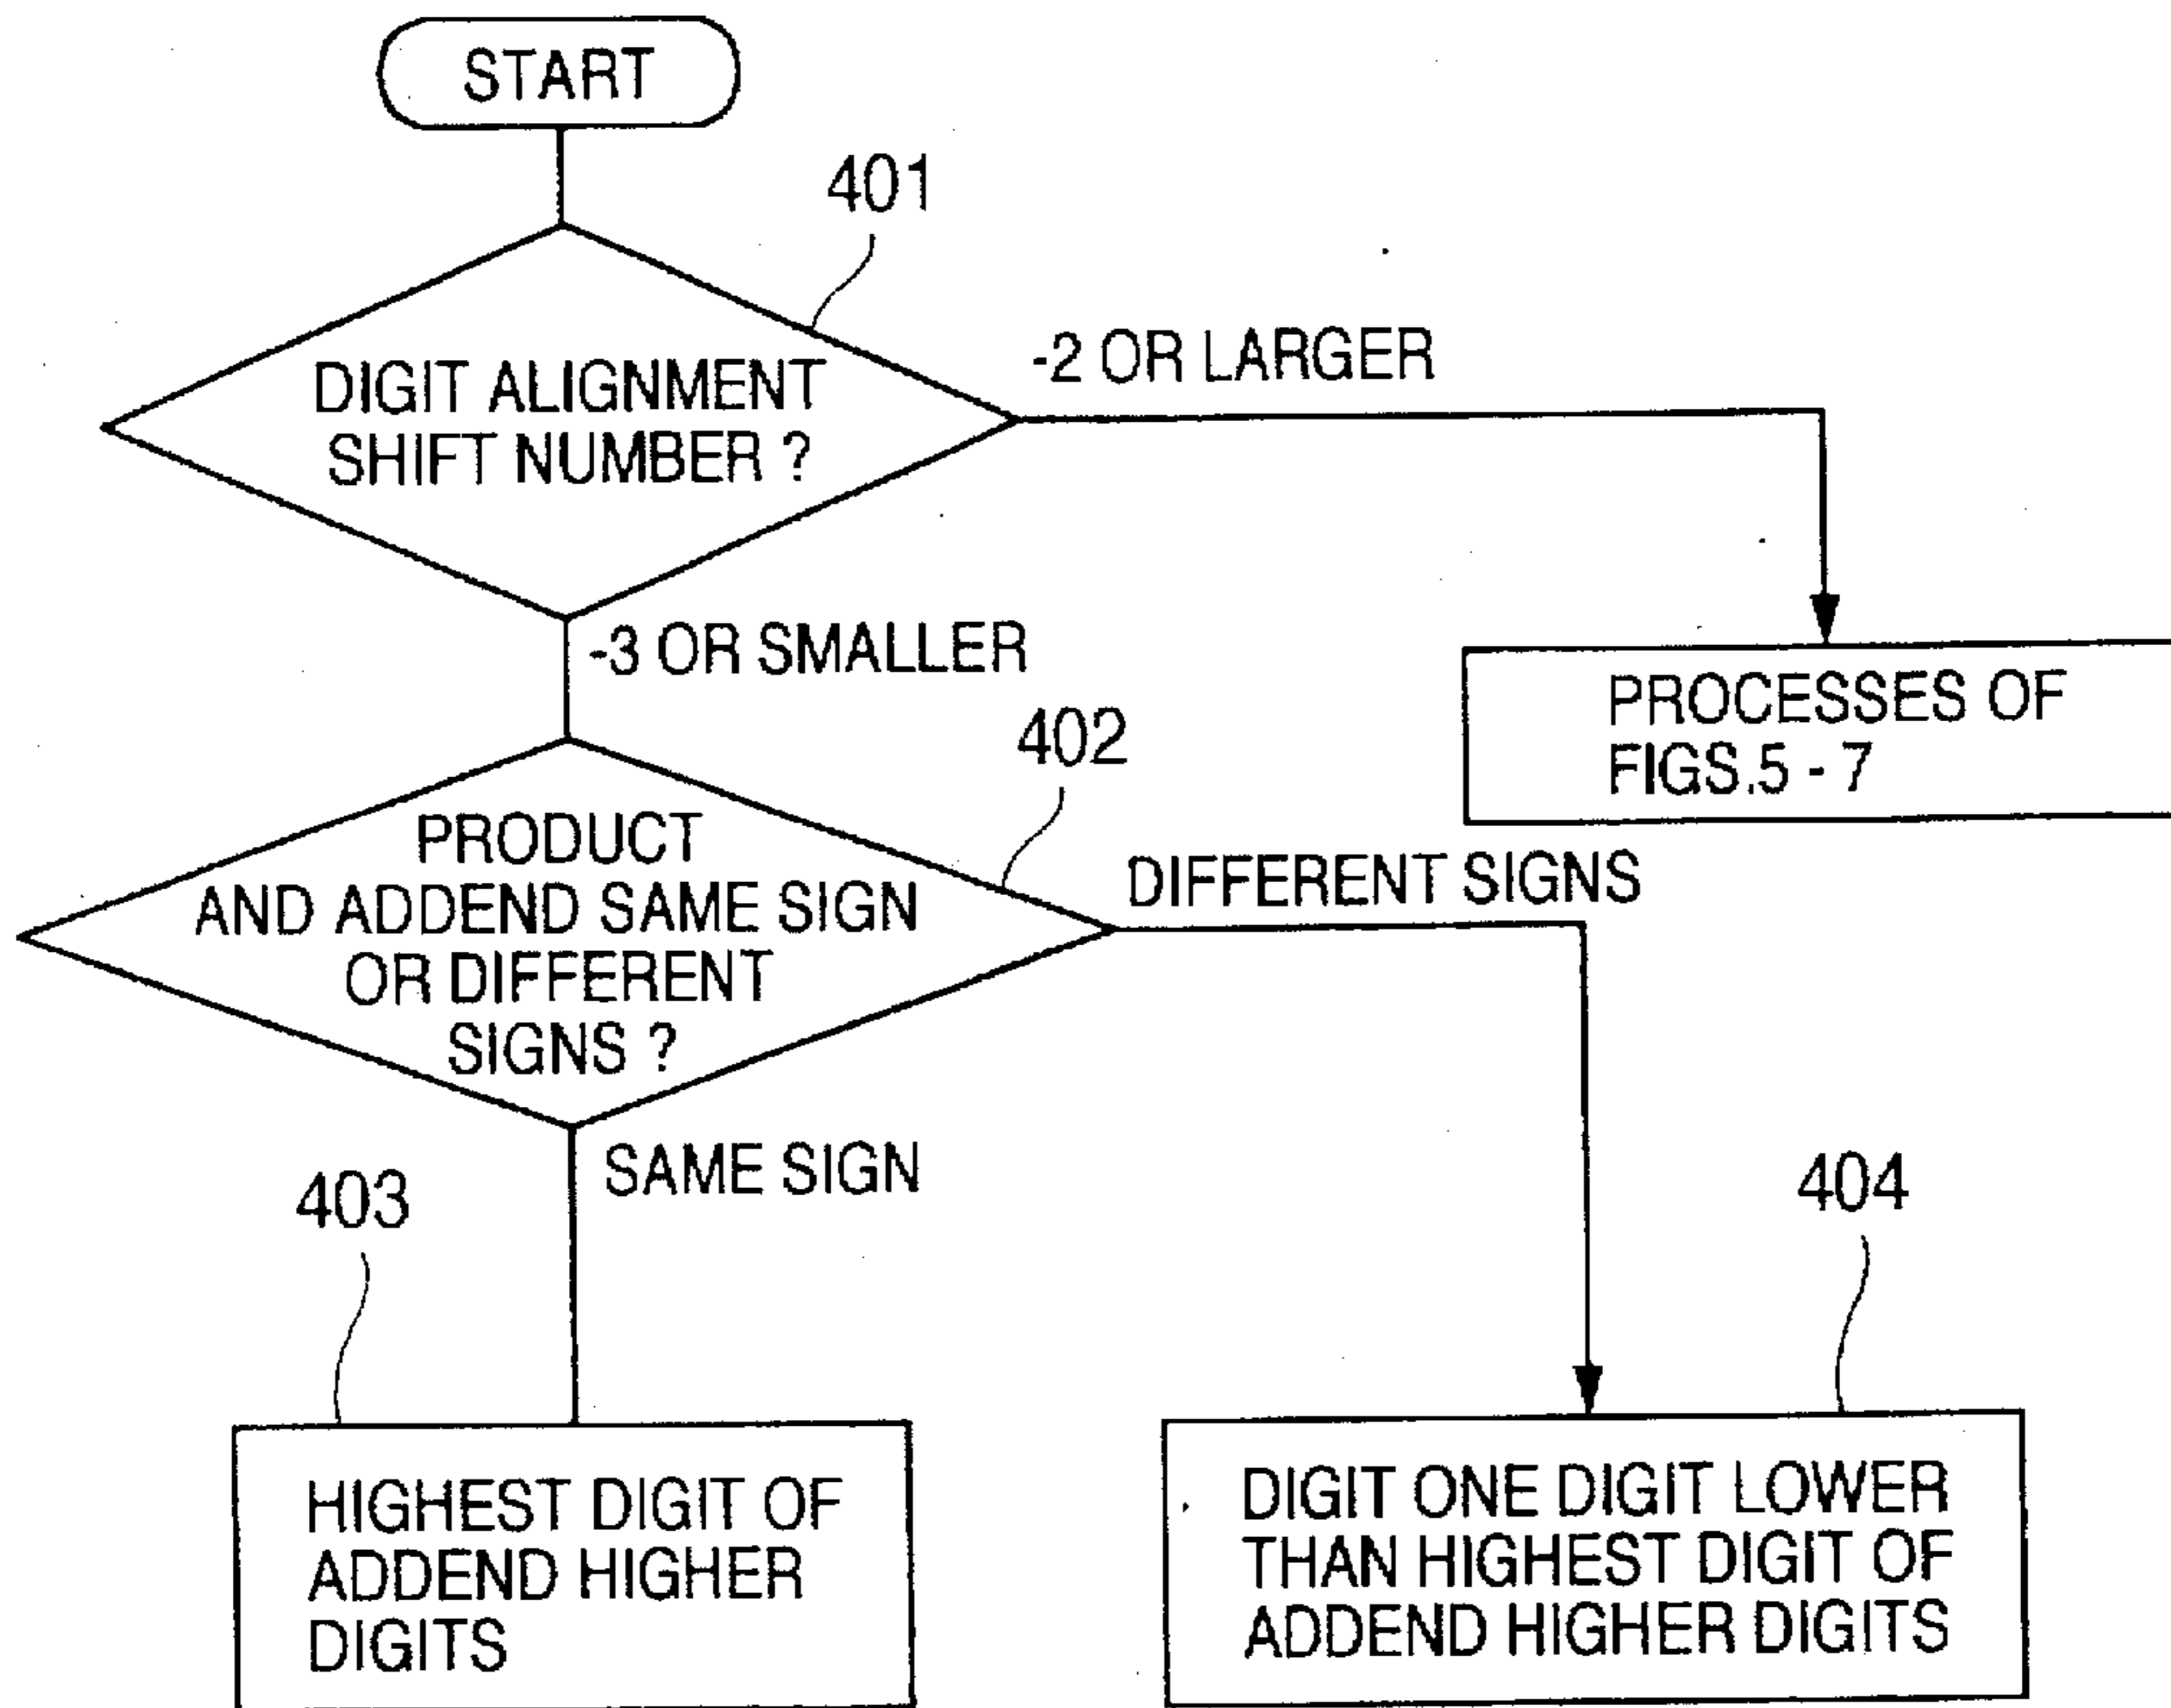 START
401
DIGIT ALIGNMENT
SHIFT NUMBER ?
-2 OR LARGER
-3 OR SMALLER
PROCESSES OF
FIGS.5 - 7
402
PRODUCT
AND ADDEND SAME SIGN
OR DIFFERENT
SIGNS ?
DIFFERENT SIGNS
SAME SIGN
403
404
HIGHEST DIGIT OF
ADDEND HIGHER
DIGITS
DIGIT ONE DIGIT LOWER
THAN HIGHEST DIGIT OF
ADDEND HIGHER DIGITS